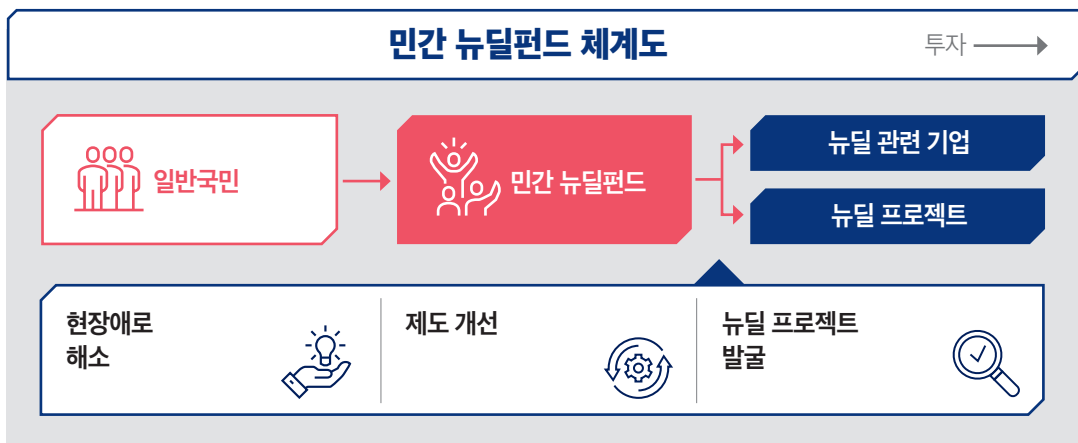 민간 뉴딜펀드 체계도
투자
일반국민
민간 뉴딜펀드
뉴딜 관련 기업
뉴딜 프로젝트
현장애로
해소
제도 개선
뉴딜 프로젝트
발굴